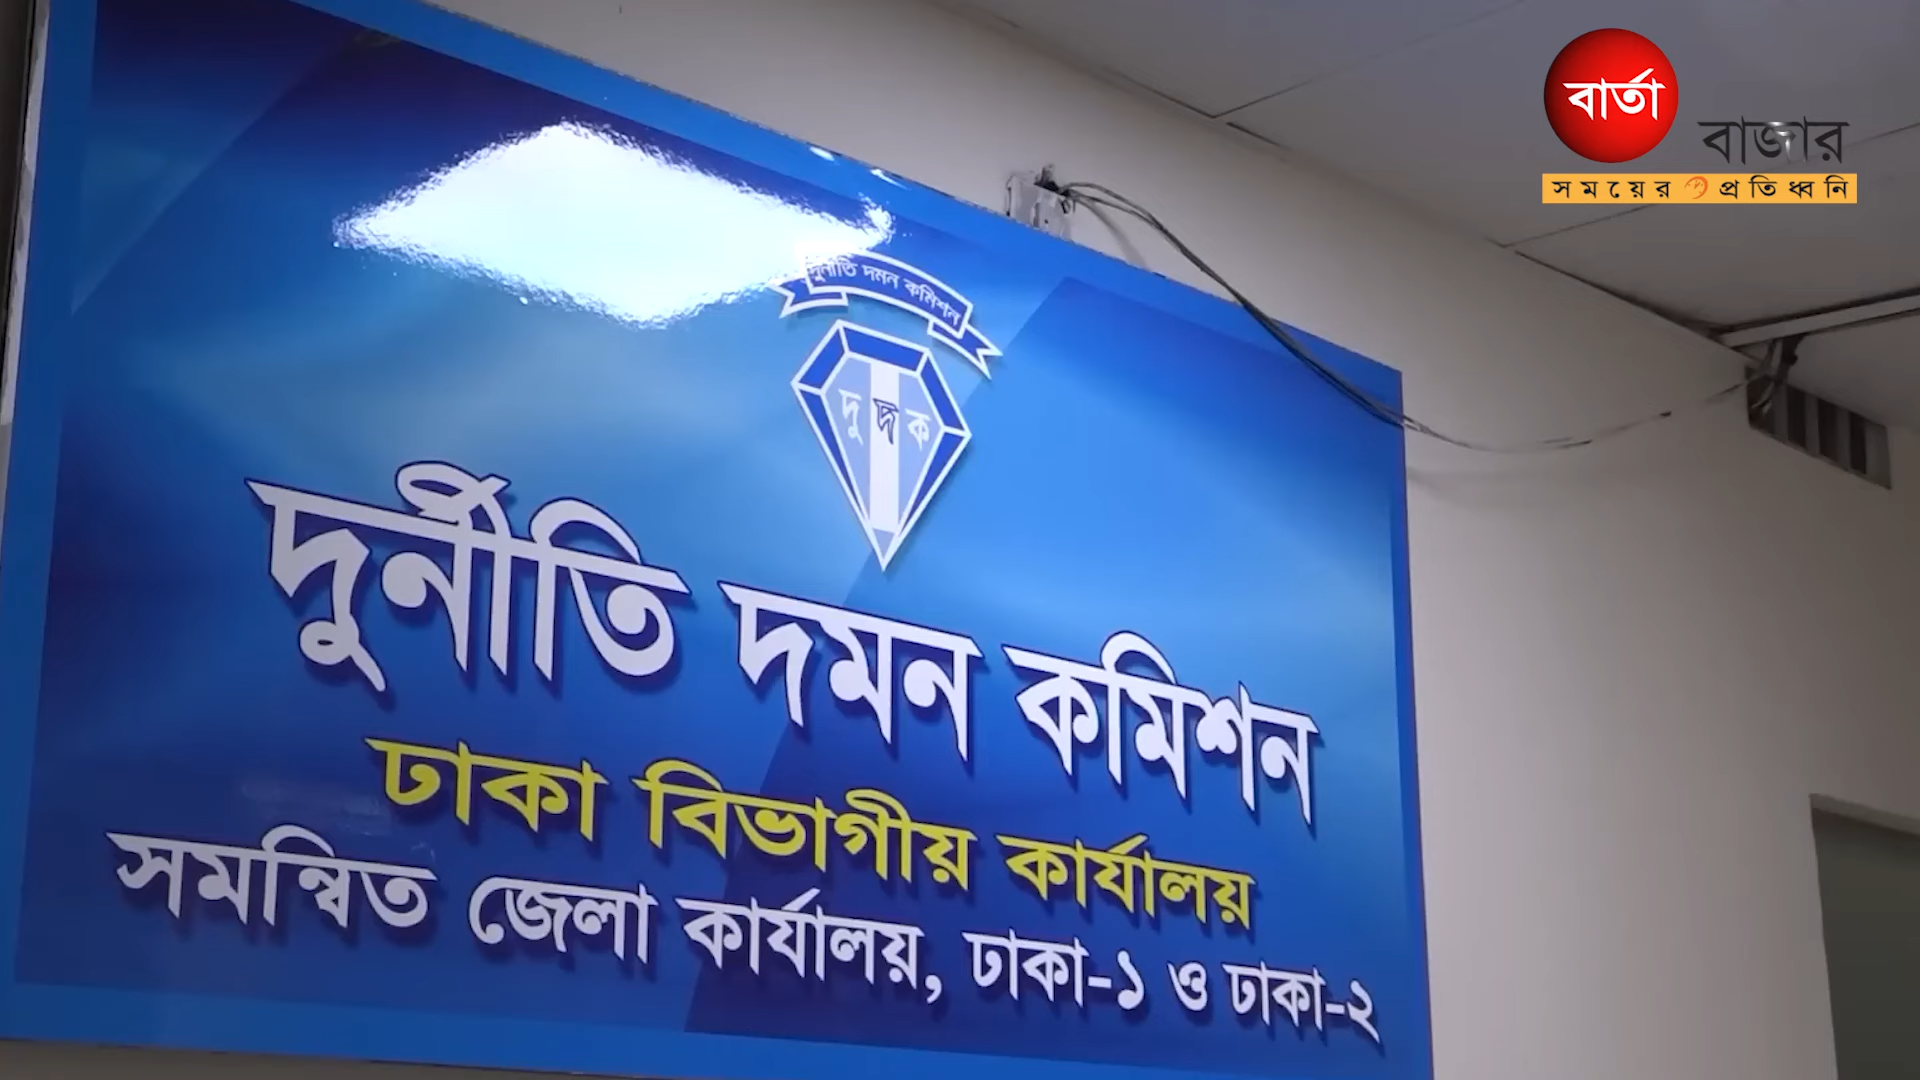 বার্তা
বাজার
সময়ের প্রতিধ্বনি
দুর্নীতি দমন কমিশন
দুদক
দুর্নীতি দমন কমিশন
ঢাকা বিভাগীয় কার্যালয়
সমন্বিত জেলা কার্যালয়, ঢাকা-১ ও ঢাকা-২